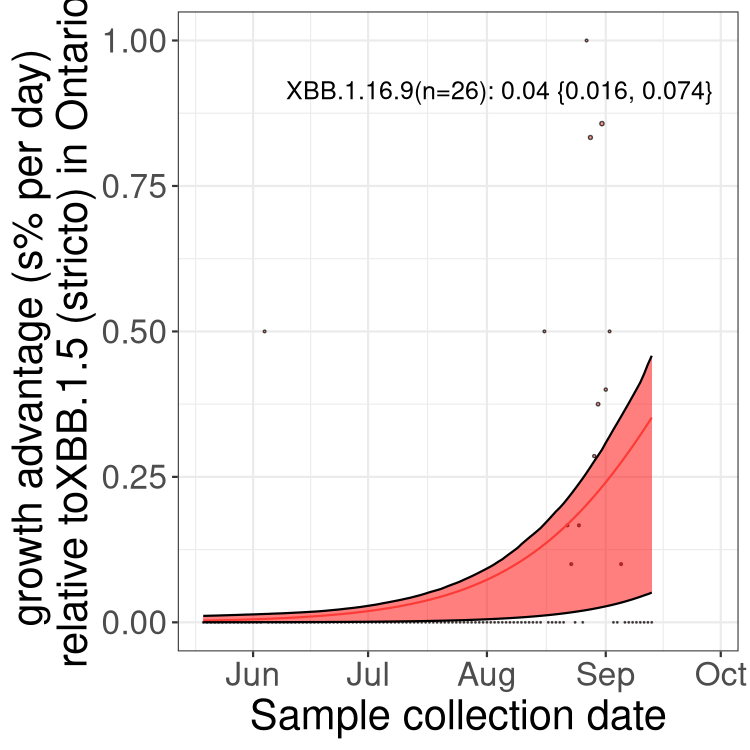 growth advantage (s% per day)
relative toXBB.1.5 (stricto) in Ontario
1.00
XBB.1.16.9(n=26): 0.04 {0.016, 0.074}
0.75
0.50
0.25
0.00
Jun Jul Aug Sep Oct
Sample collection date